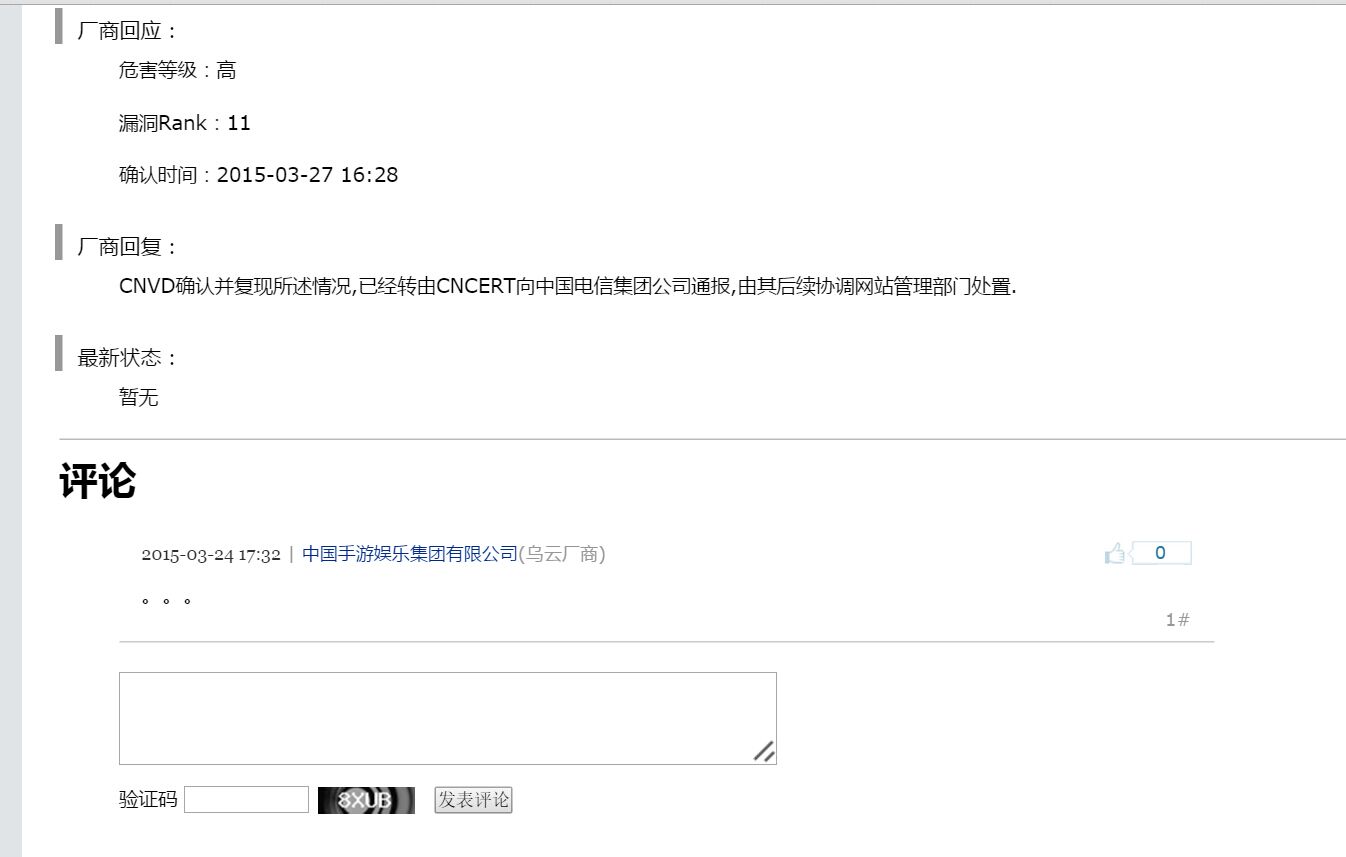 厂商回应：
危害等级：高
漏洞Rank：11
确认时间：2015-03-27 16:28
厂商回复：
CNVD确认并复现所述情况,已经转由CNCERT向中国电信集团公司通报,由其后续协调网站管理部门处置.
最新状态：
暂无
评论
2015-03-24 17:32 | 中国手游娱乐集团有限公司(乌云厂商) 0
。。。
1#
验证码 8XUB 发表评论